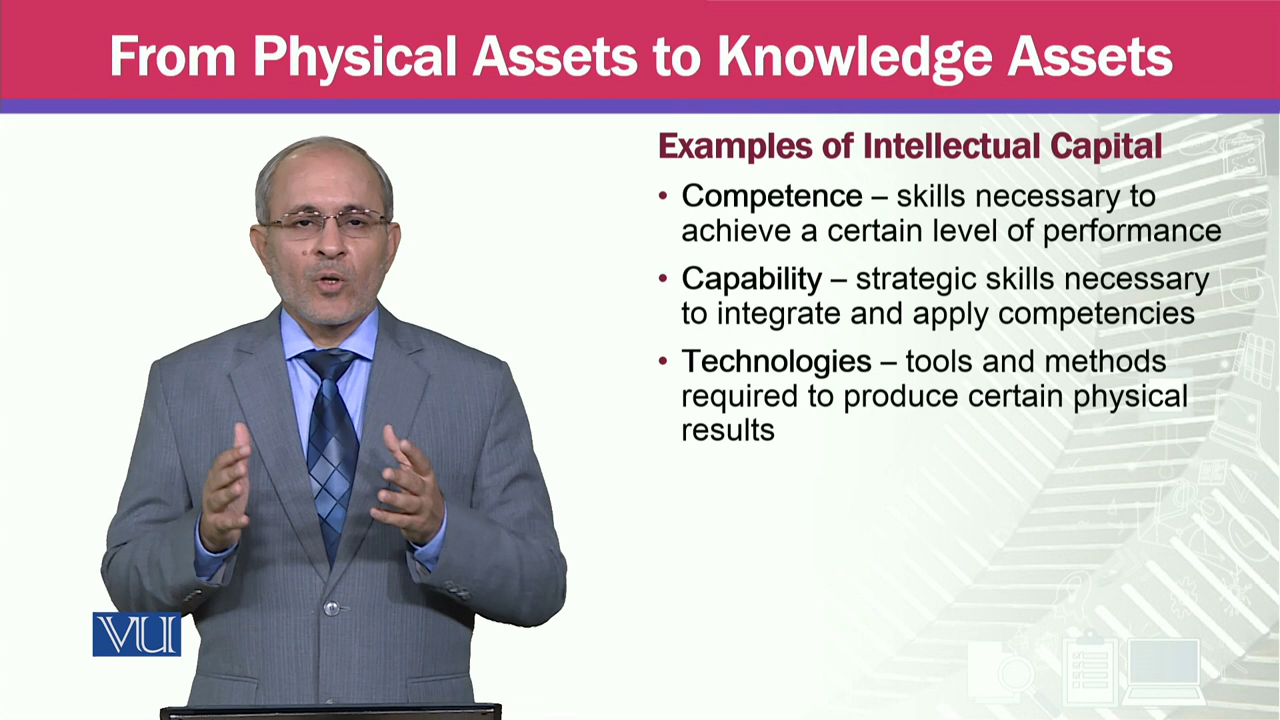 From Physical Assets to Knowledge Assets
Examples of Intellectual Capital
• Competence – skills necessary to
achieve a certain level of performance
• Capability – strategic skills necessary
to integrate and apply competencies
• Technologies – tools and methods
required to produce certain physical
results
VU